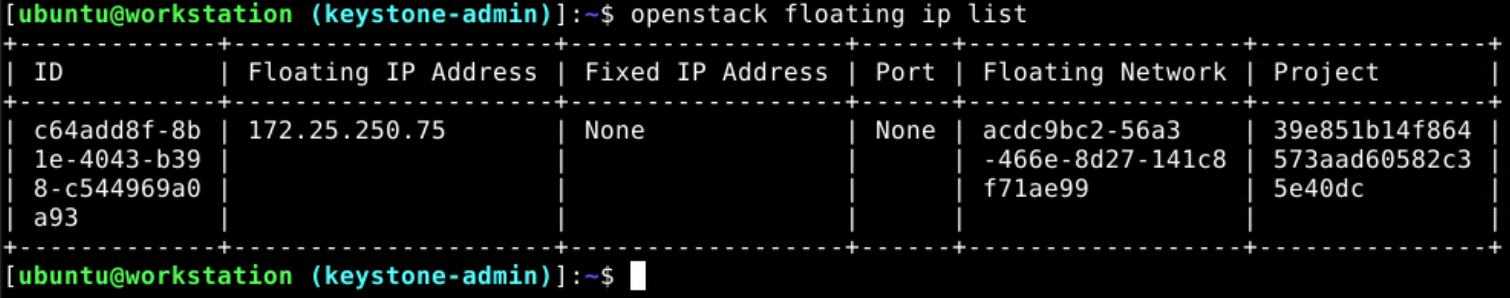 [ubuntu@workstation (keystone-admin)]:~$ openstack floating ip list
+-------------+---------------------+------------------+------+------------------+---------------+
| ID          | Floating IP Address | Fixed IP Address | Port | Floating Network | Project       |
+-------------+---------------------+------------------+------+------------------+---------------+
| c64add8f-8b | 172.25.250.75       | None             | None | acdc9bc2-56a3    | 39e851b14f864 |
| 1e-4043-b39 |                     |                  |      | -466e-8d27-141c8 | 573aad60582c3 |
| 8-c544969a0 |                     |                  |      | f71ae99          | 5e40dc        |
| a93         |                     |                  |      |                  |               |
+-------------+---------------------+------------------+------+------------------+---------------+
[ubuntu@workstation (keystone-admin)]:~$